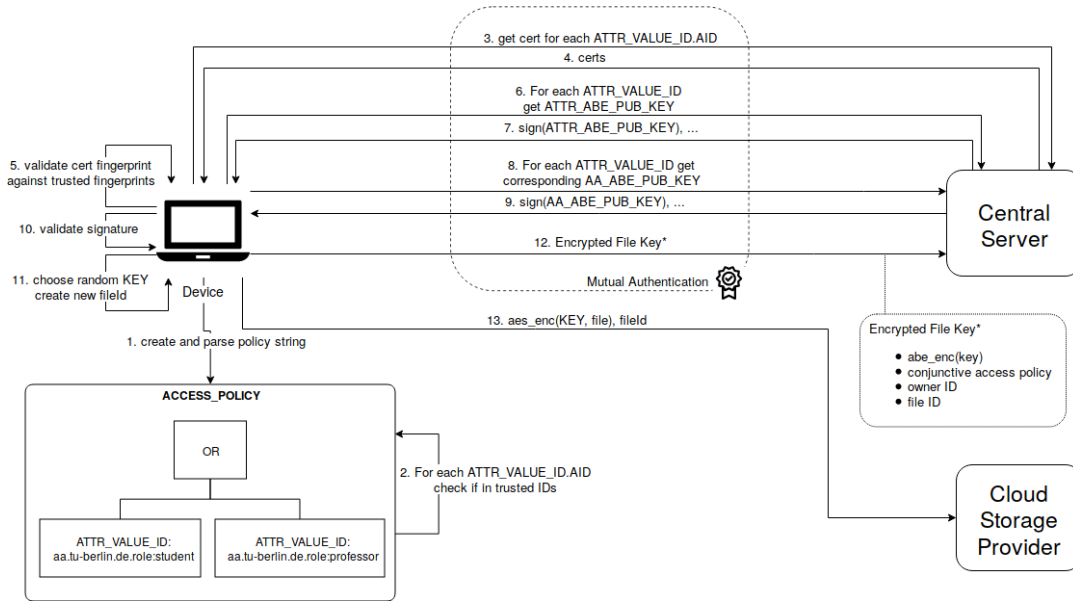 3. get cert for each ATTR_VALUE_ID.AID
4. certs
6. For each ATTR_VALUE_ID
get ATTR_ABE_PUB_KEY
7. sign(ATTR_ABE_PUB_KEY), ...
5. validate cert fingerprint
against trusted fingerprints
8. For each ATTR_VALUE_ID get
corresponding AA_ABE_PUB_KEY
9. sign(AA_ABE_PUB_KEY), ...
Central
Server
10. validate signature
12. Encrypted File Key*
11. choose random KEY
create new fileId
Device
Mutual Authentication
13. aes_enc(KEY, file), fileId
Encrypted File Key*
• abe_enc(key)
• conjunctive access policy
• owner ID
• file ID
1. create and parse policy string
ACCESS_POLICY
OR
2. For each ATTR_VALUE_ID.AID
check if in trusted IDs
ATTR_VALUE_ID:
aa.tu-berlin.de.role:student
ATTR_VALUE_ID:
aa.tu-berlin.de.role:professor
Cloud
Storage
Provider